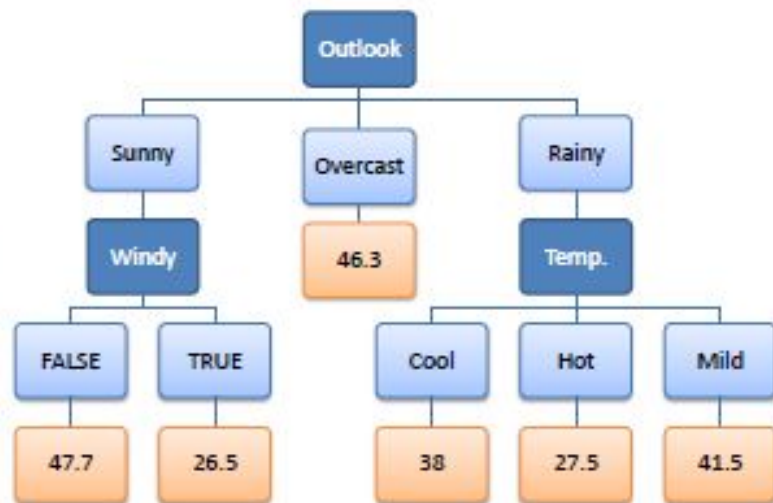 Outlook
Sunny
Overcast
Rainy
Windy
46.3
Temp.
FALSE
TRUE
Cool
Hot
Mild
47.7
26.5
38
27.5
41.5